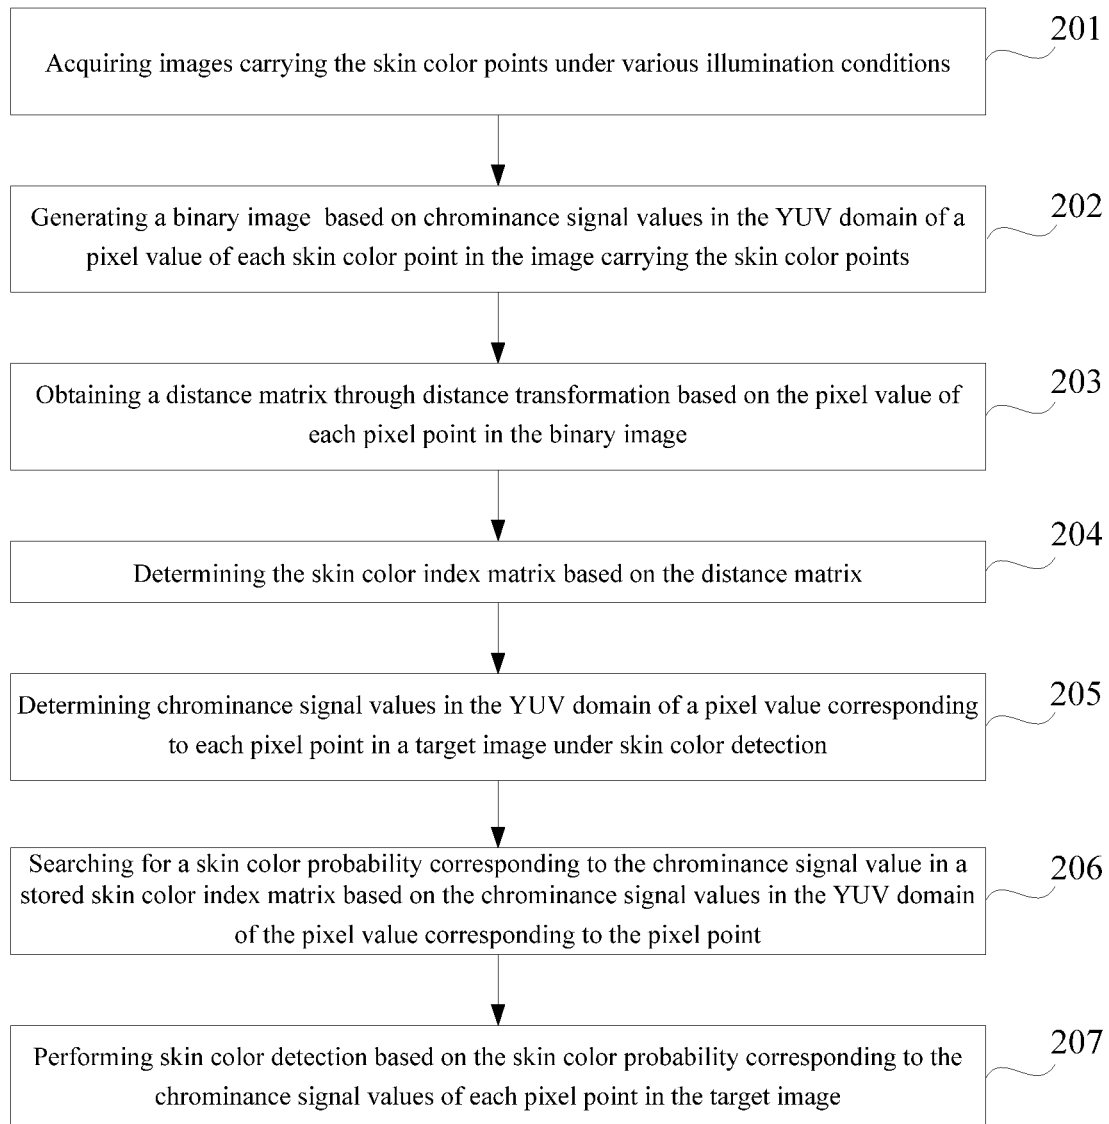 201
Acquiring images carrying the skin color points under various illumination conditions
202
Generating a binary image based on chrominance signal values in the YUV domain of a
pixel value of each skin color point in the image carrying the skin color points
203
Obtaining a distance matrix through distance transformation based on the pixel value of
each pixel point in the binary image
204
Determining the skin color index matrix based on the distance matrix
205
Determining chrominance signal values in the YUV domain of a pixel value corresponding
to each pixel point in a target image under skin color detection
206
Searching for a skin color probability corresponding to the chrominance signal value in a
stored skin color index matrix based on the chrominance signal values in the YUV domain
of the pixel value corresponding to the pixel point
207
Performing skin color detection based on the skin color probability corresponding to the
chrominance signal values of each pixel point in the target image